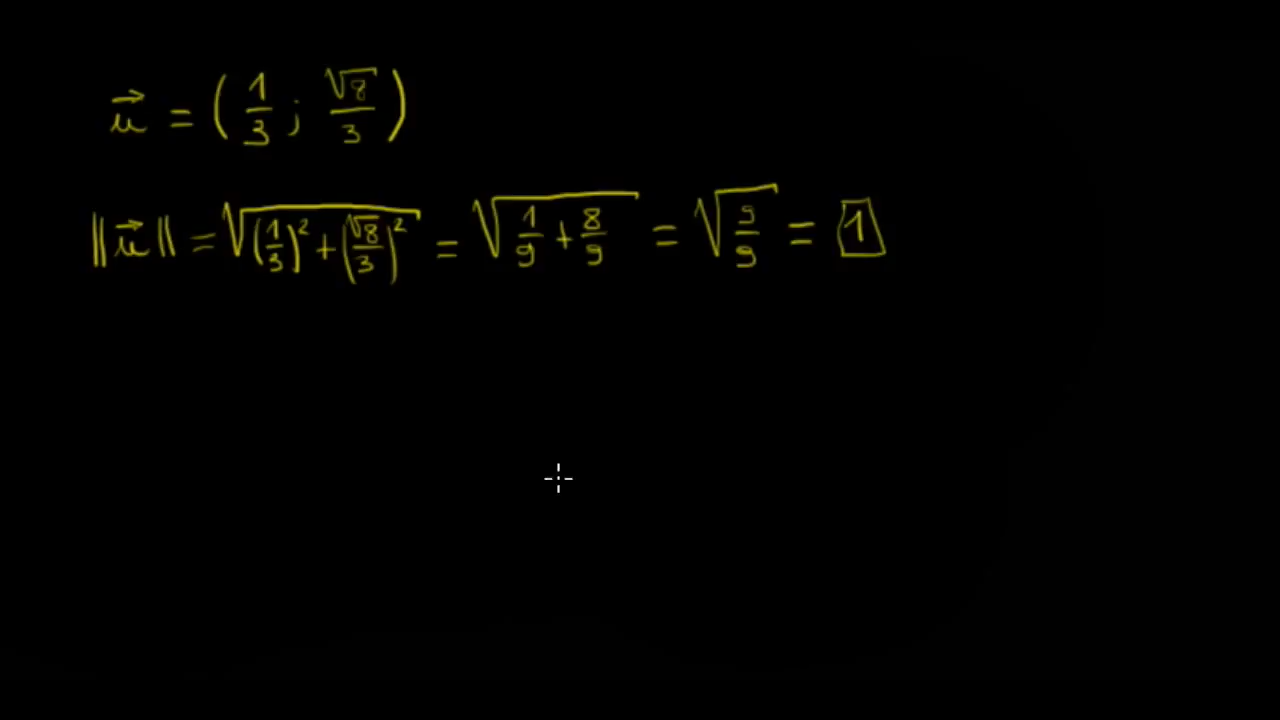 u⃗ = (1/3 ; √8/3)
||u⃗|| = √((1/3)² + (√8/3)²) = √(1/9 + 8/9) = √(9/9) = 1